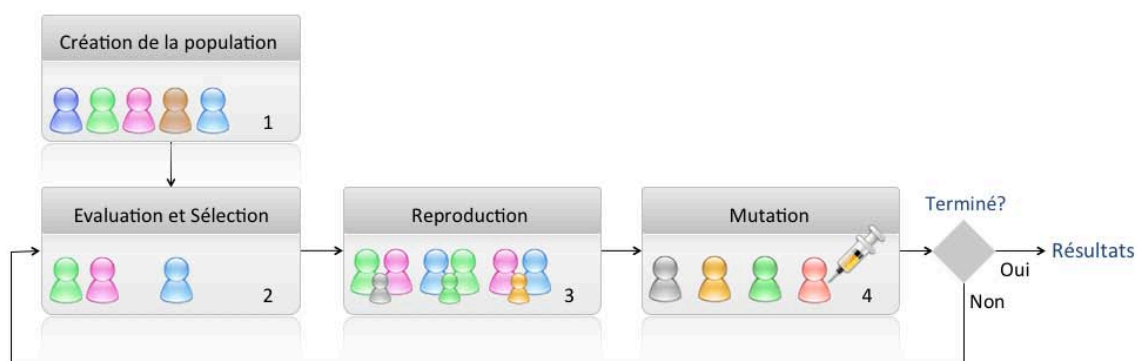 Création de la population
1
Evaluation et Sélection
2
Reproduction
3
Mutation
4
Terminé?
Oui
Résultats
Non